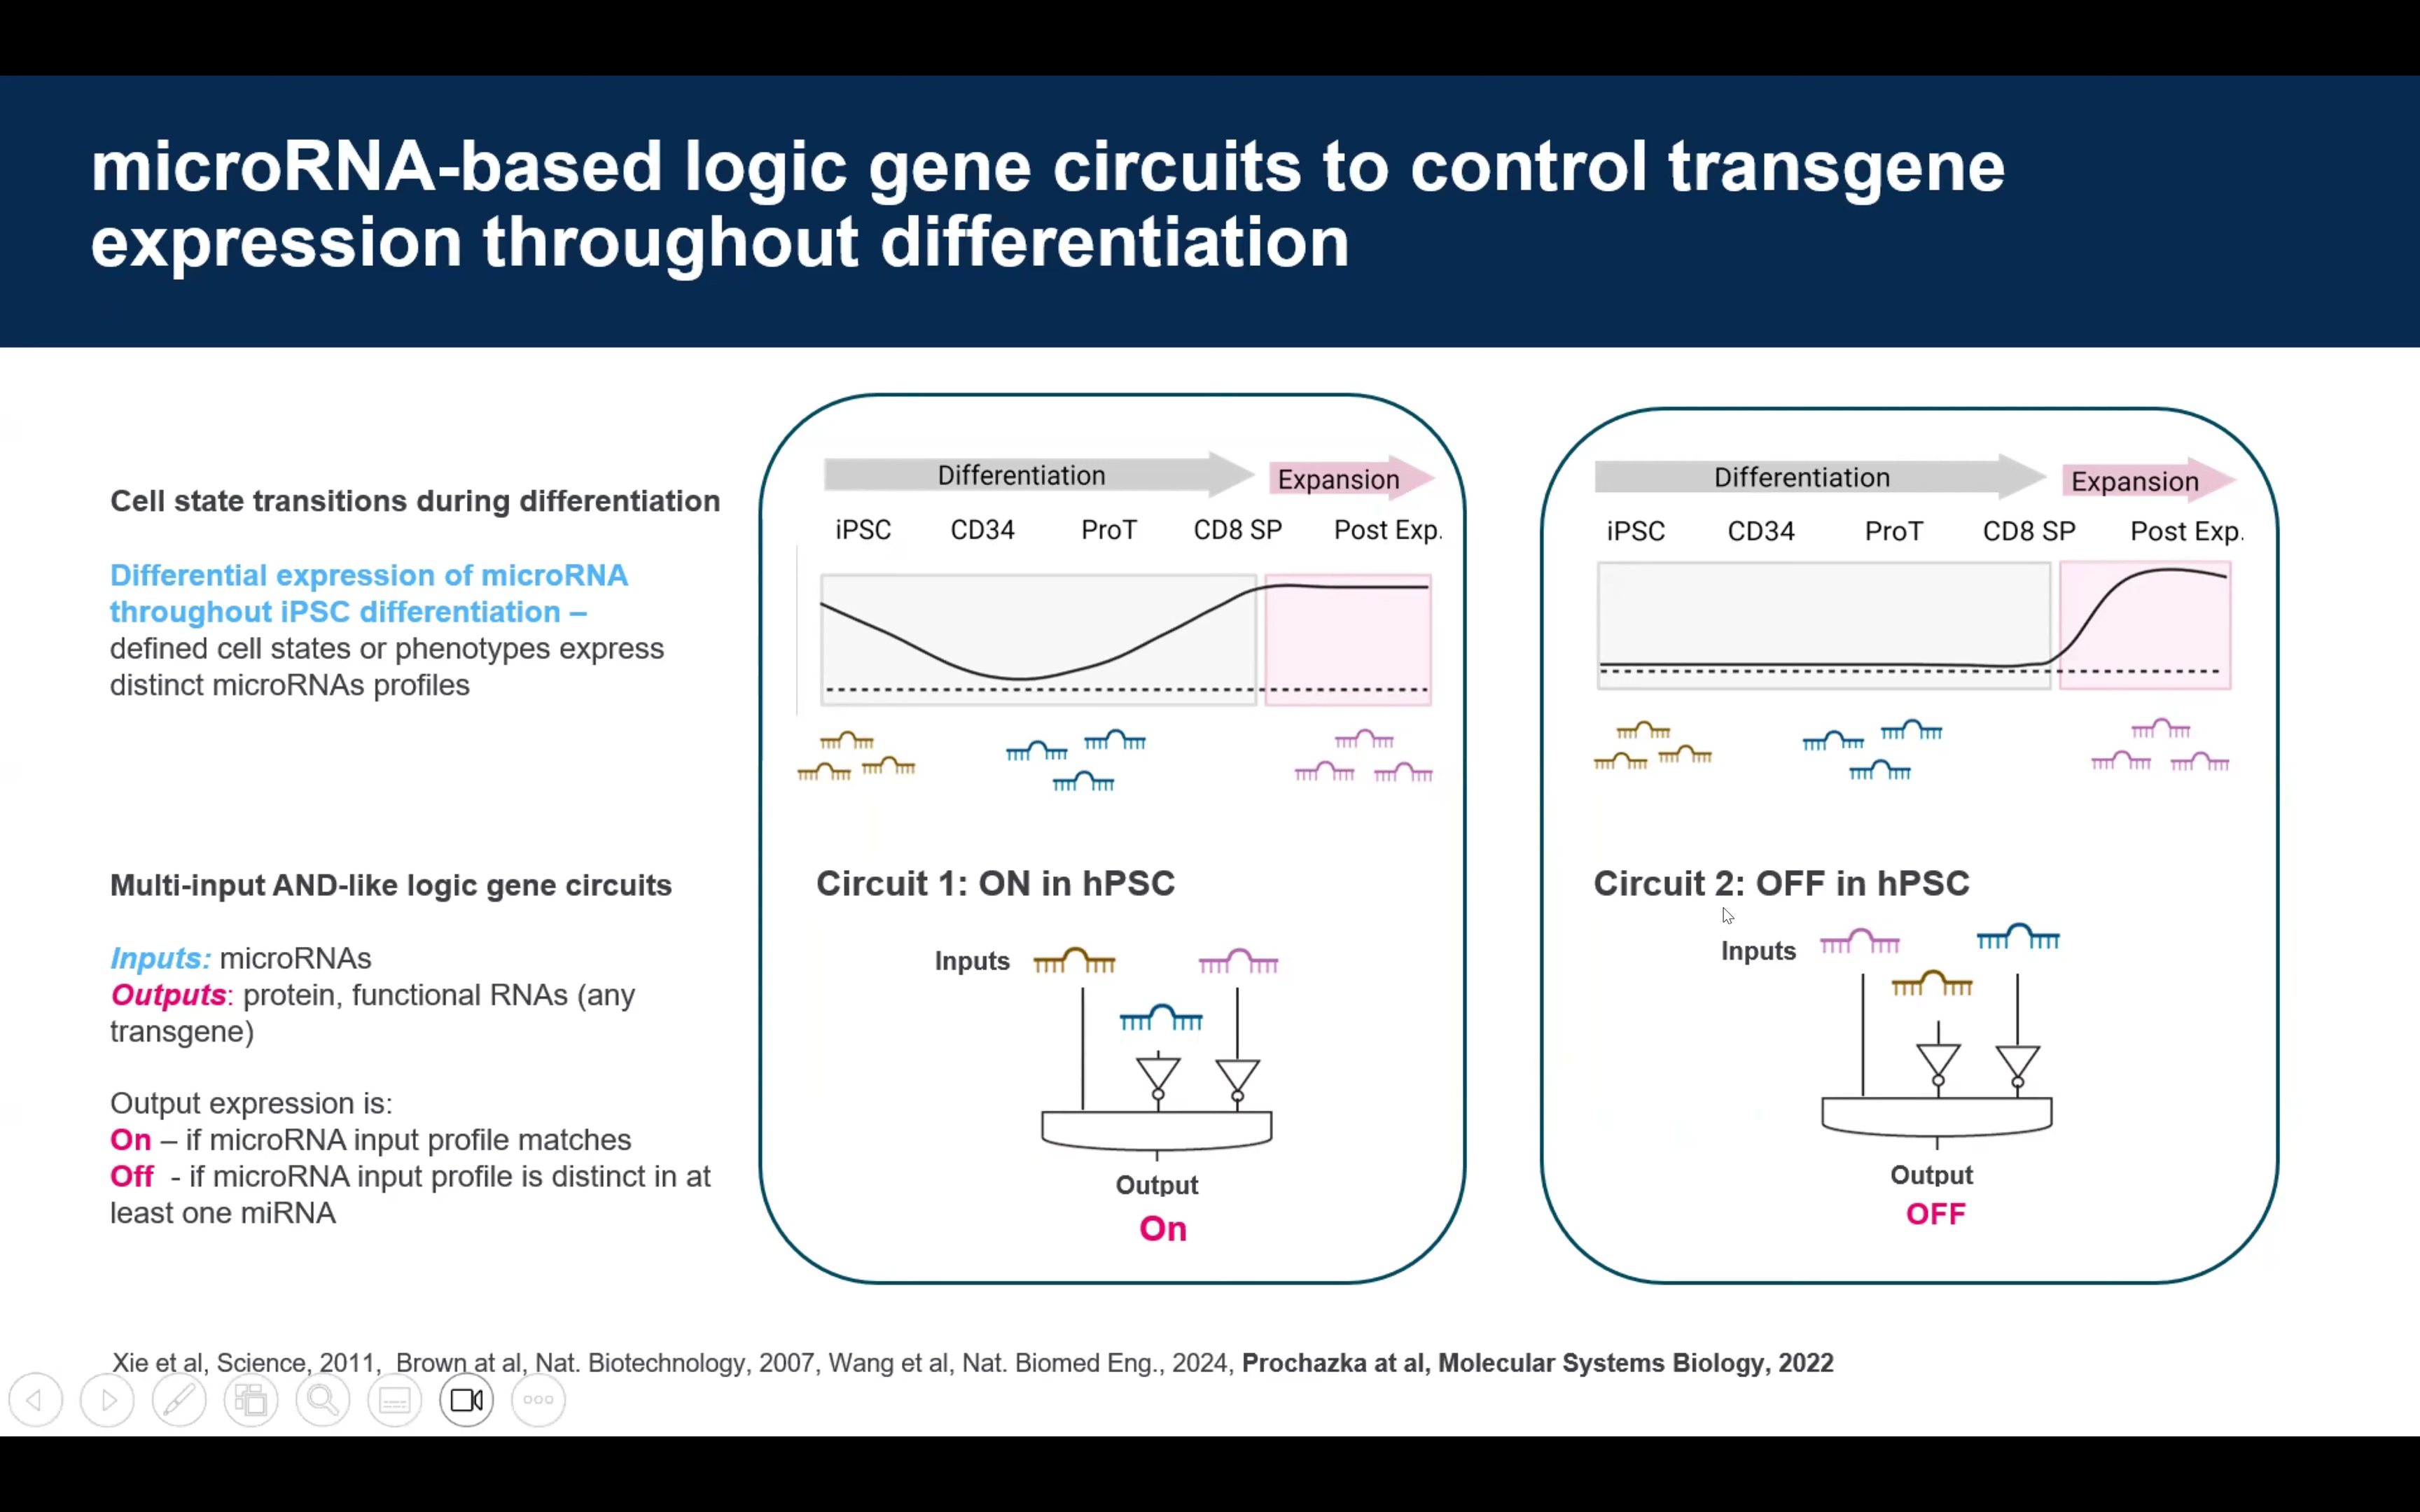 microRNA-based logic gene circuits to control transgene
expression throughout differentiation
Cell state transitions during differentiation
Differential expression of microRNA
throughout iPSC differentiation –
defined cell states or phenotypes express
distinct microRNAs profiles
Multi-input AND-like logic gene circuits
Inputs: microRNAs
Outputs: protein, functional RNAs (any
transgene)
Output expression is:
On – if microRNA input profile matches
Off - if microRNA input profile is distinct in at
least one miRNA
Differentiation
Expansion
iPSC CD34 ProT CD8 SP Post Exp.
Circuit 1: ON in hPSC
Inputs
Output
On
Differentiation
Expansion
iPSC CD34 ProT CD8 SP Post Exp.
Circuit 2: OFF in hPSC
Inputs
Output
OFF
Xie et al, Science, 2011, Brown at al, Nat. Biotechnology, 2007, Wang et al, Nat. Biomed Eng., 2024, Prochazka at al, Molecular Systems Biology, 2022